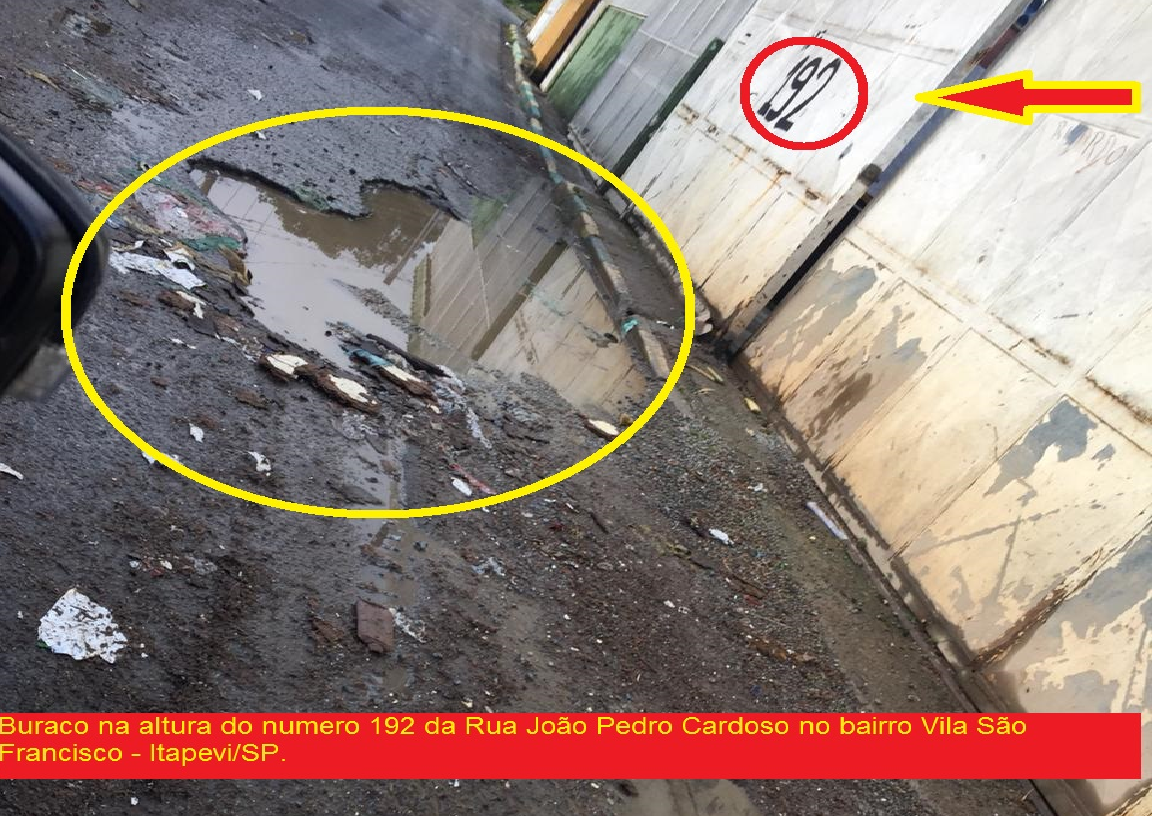 192
Buraco na altura do numero 192 da Rua João Pedro Cardoso no bairro Vila São
Francisco - Itapevi/SP.